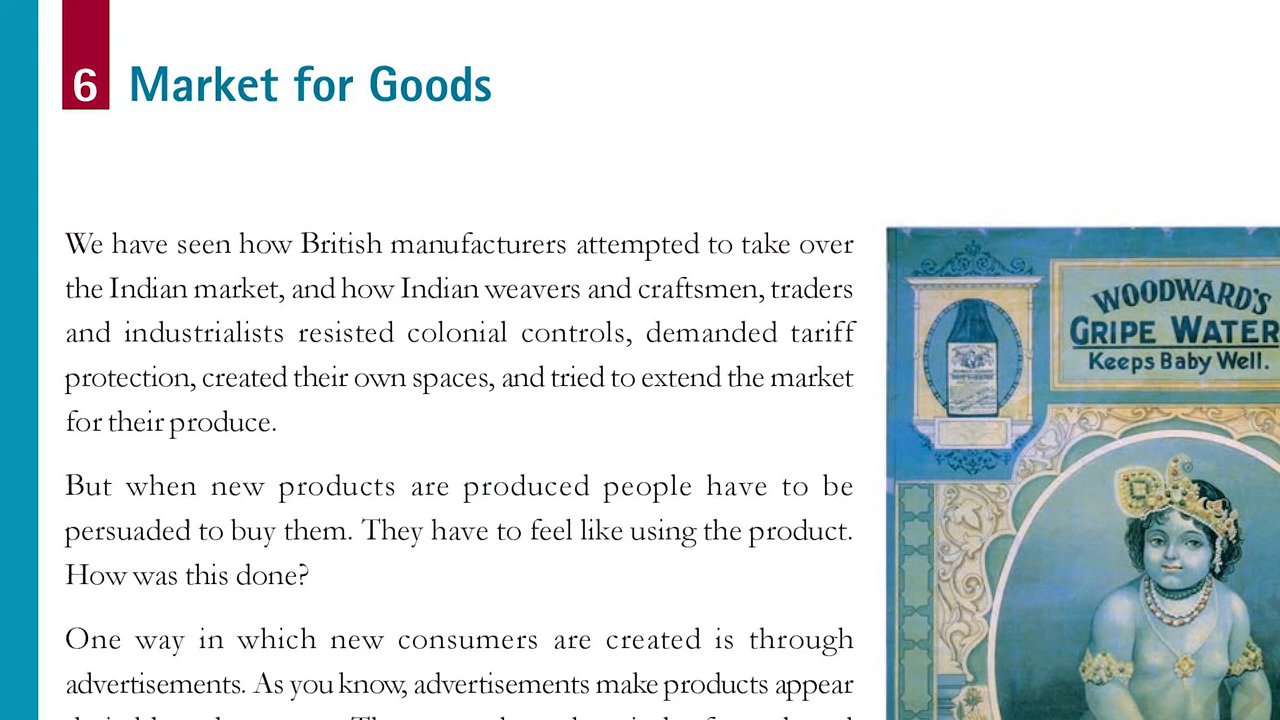 6 Market for Goods
We have seen how British manufacturers attempted to take over
the Indian market, and how Indian weavers and craftsmen, traders
and industrialists resisted colonial controls, demanded tariff
protection, created their own spaces, and tried to extend the market
for their produce.
But when new products are produced people have to be
persuaded to buy them. They have to feel like using the product.
How was this done?
One way in which new consumers are created is through
advertisements. As you know, advertisements make products appear
WOODWARD'S
GRIPE WATER
Keeps Baby Well.